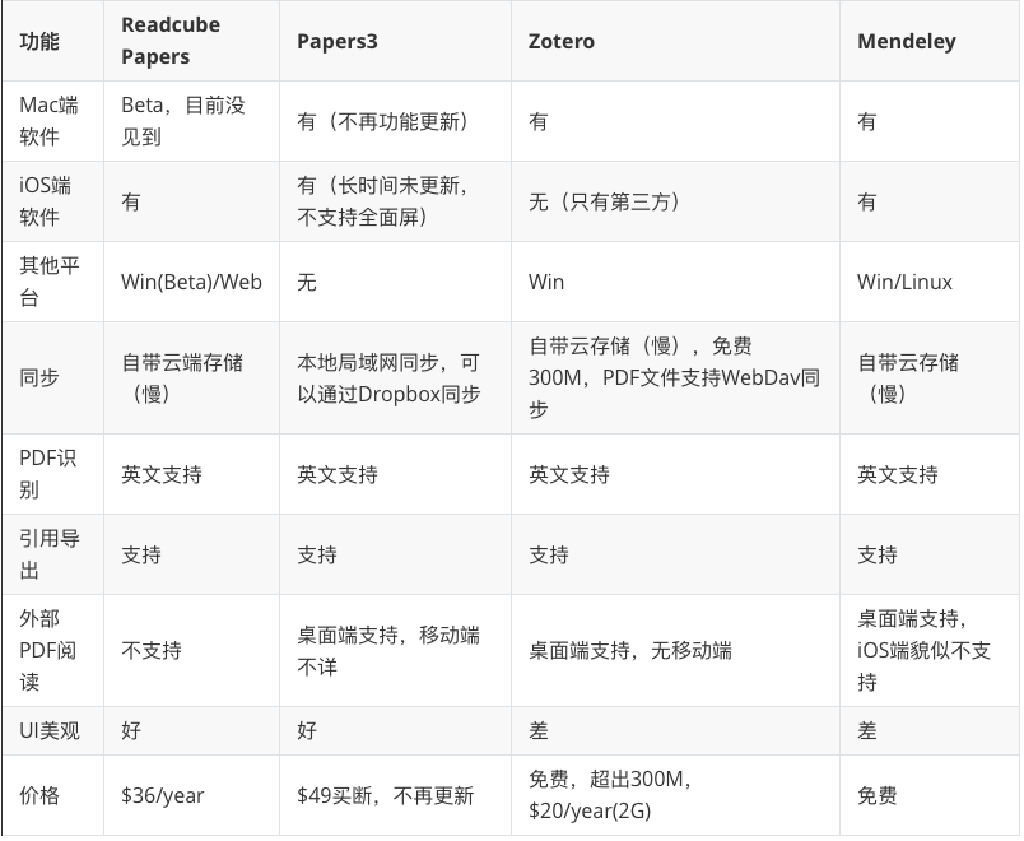 功能
Readcube
Papers
Papers3
Zotero
Mendeley
Mac端
软件
Beta，目前没
见到
有（不再功能更新）
有
有
iOS端
软件
有
有（长时间未更新，
不支持全面屏）
无（只有第三方）
有
其他平
台
Win(Beta)/Web
无
Win
Win/Linux
同步
自带云端存储
（慢）
本地局域网同步，可
以通过Dropbox同步
自带云存储（慢），免费
300M，PDF文件支持WebDav同
步
自带云存储
（慢）
PDF识
别
英文支持
英文支持
英文支持
英文支持
引用导
出
支持
支持
支持
支持
外部
PDF阅
读
不支持
桌面端支持，移动端
不详
桌面端支持，无移动端
桌面端支持，
iOS端貌似不支
持
UI美观
好
好
差
差
价格
$36/year
$49买断，不再更新
免费，超出300M，
$20/year(2G)
免费